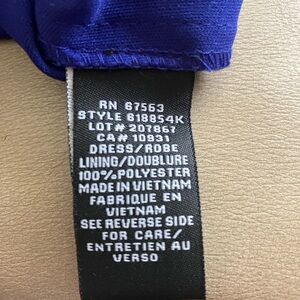 RN 67563
STYLE 618854K
LOT# 207867
CA# 10931
DRESS/ROBE
LINING/DOUBLURE
100% POLYESTER
MADE IN VIETNAM
FABRIQUE EN
VIETNAM
SEE REVERSE SIDE
FOR CARE/
ENTRETIEN AU
VERSO